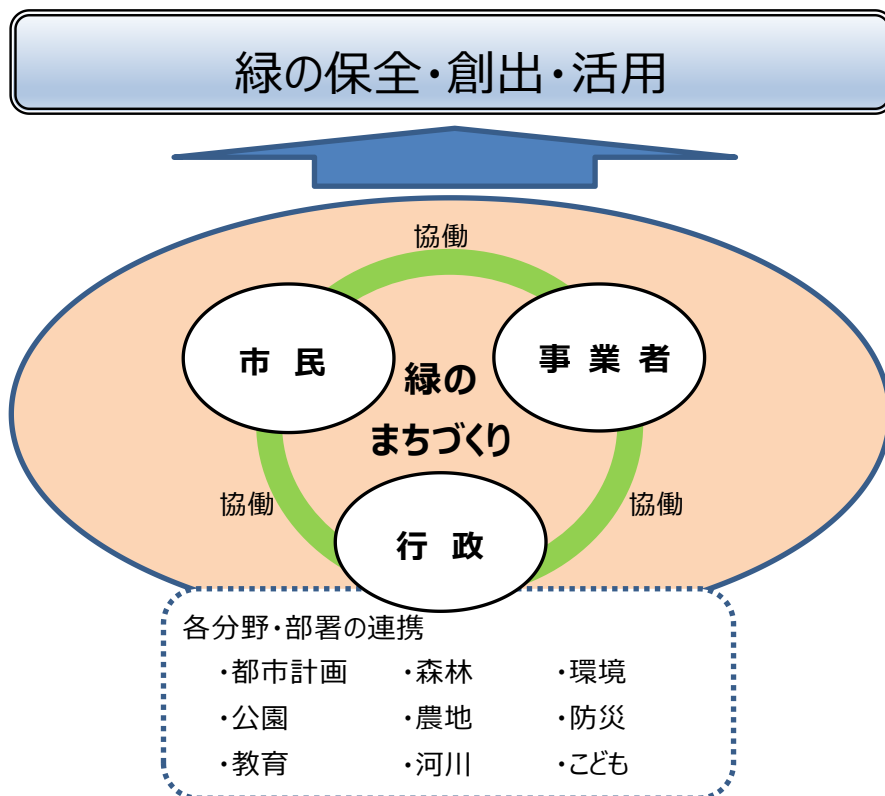 緑の保全・創出・活用
協働
市 民
事 業 者
緑の
まちづくり
協働
協働
行 政
各分野・部署の連携
・都市計画 ・森林 ・環境
・公園 ・農地 ・防災
・教育 ・河川 ・こども